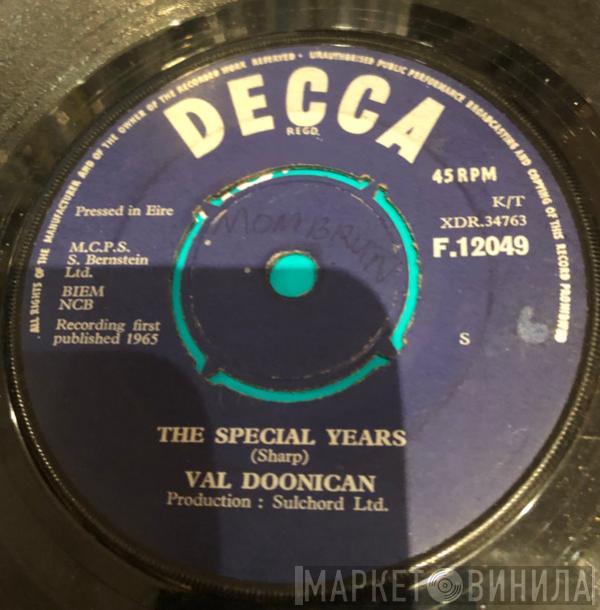 ALL RIGHTS OF THE MANUFACTURER AND OF THE OWNER OF THE RECORDED WORK RESERVED • UNAUTHORISED PUBLIC PERFORMANCE BROADCASTING AND COPYING OF THIS RECORD PROHIBITED
DECCA
REGD.
45 RPM
K/T
XDR.34763
F.12049
Pressed in Eire
M.C.P.S.
S. Bernstein
Ltd.
BIEM
NCB
Recording first
published 1965
S
THE SPECIAL YEARS
(Sharp)
VAL DOONICAN
Production : Sulchord Ltd.
МАРКЕТ ВИНИЛА